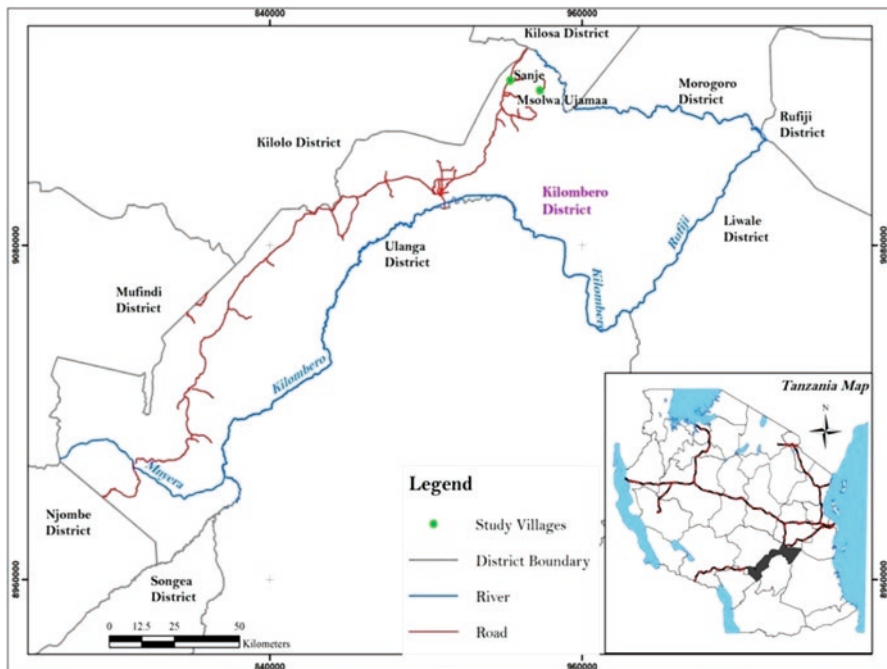 840000
960000
Kilosa District
Sanje
Msolwa Ujamaa
Morogoro
District
Rufiji
District
Kilolo District
Kilombero
District
Liwale
District
Rufiji
Ulanga
District
9080000
9080000
Kilombero
Mufindi
District
Kilombero
Mnyera
Njombe
District
Songea
District
8960000
8960000
0 12.5 25 50
Kilometers
Legend
Study Villages
District Boundary
River
Road
Tanzania Map
N
840000
960000